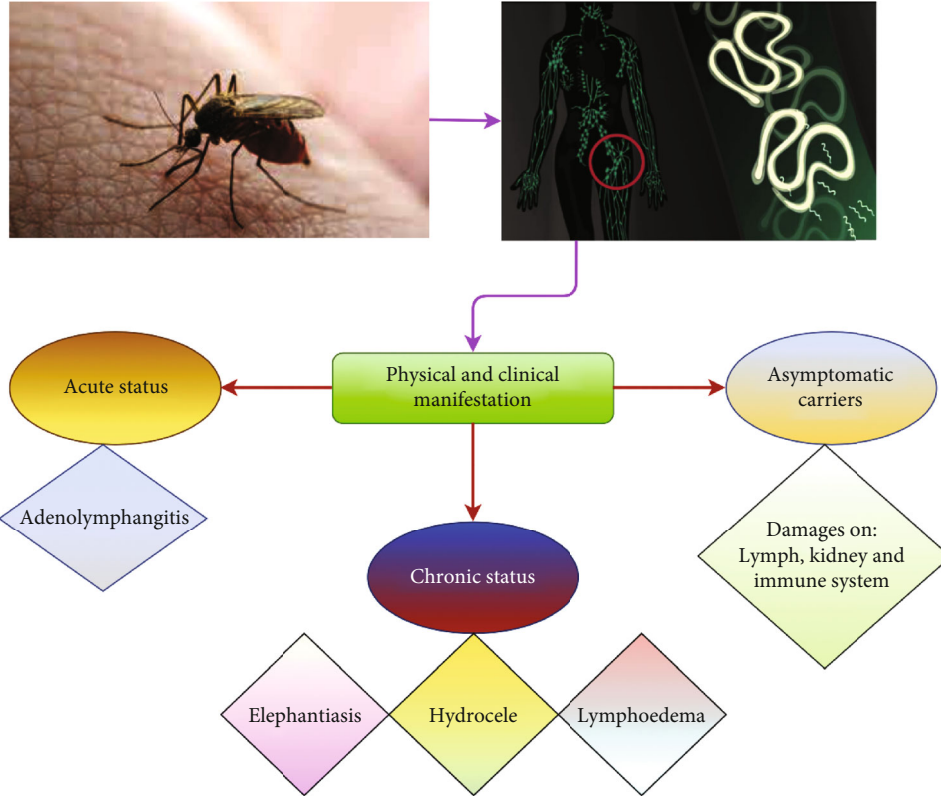 Physical and clinical
manifestation
Acute status
Asymptomatic
carriers
Adenolymphangitis
Damages on:
Lymph, kidney and
immune system
Chronic status
Elephantiasis
Hydrocele
Lymphoedema